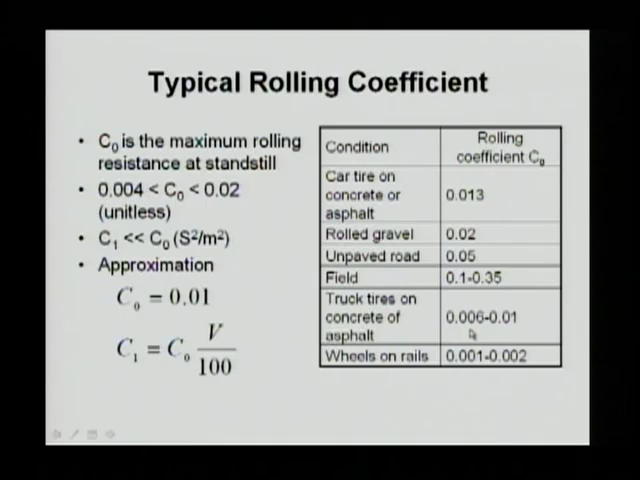 Typical Rolling Coefficient
• C₀ is the maximum rolling
resistance at standstill
• 0.004 < C₀ < 0.02
(unitless)
• C₁ << C₀ (S²/m²)
• Approximation
C₀ = 0.01
C₁ = C₀ V/100
Condition | Rolling coefficient C₀
Car tire on concrete or asphalt | 0.013
Rolled gravel | 0.02
Unpaved road | 0.05
Field | 0.1-0.35
Truck tires on concrete of asphalt | 0.006-0.01
Wheels on rails | 0.001-0.002